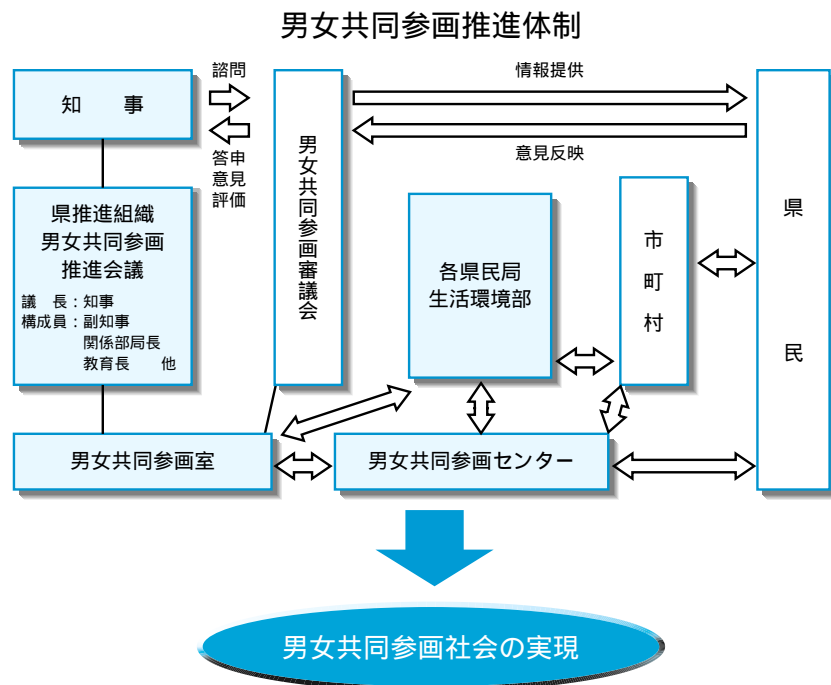 男女共同参画推進体制
知　　事
諮問
答申
意見
評価
男女共同参画審議会
情報提供
意見反映
県推進組織
男女共同参画
推進会議
議　長：知事
構成員：副知事
関係部局長
教育長　　他
各県民局
生活環境部
市町村
県民
男女共同参画室
男女共同参画センター
男女共同参画社会の実現